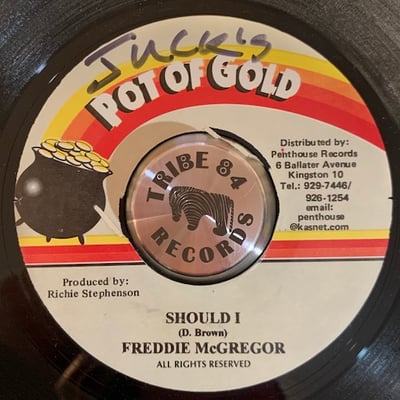 JUCK's
POT OF GOLD
Distributed by:
Penthouse Records
6 Ballater Avenue
Kingston 10
Tel.: 929-7446/
926-1254
email:
penthouse
@kasnet.com
TRIBE 84
RECORDS
Produced by:
Richie Stephenson
SHOULD I
(D. Brown)
FREDDIE McGREGOR
ALL RIGHTS RESERVED